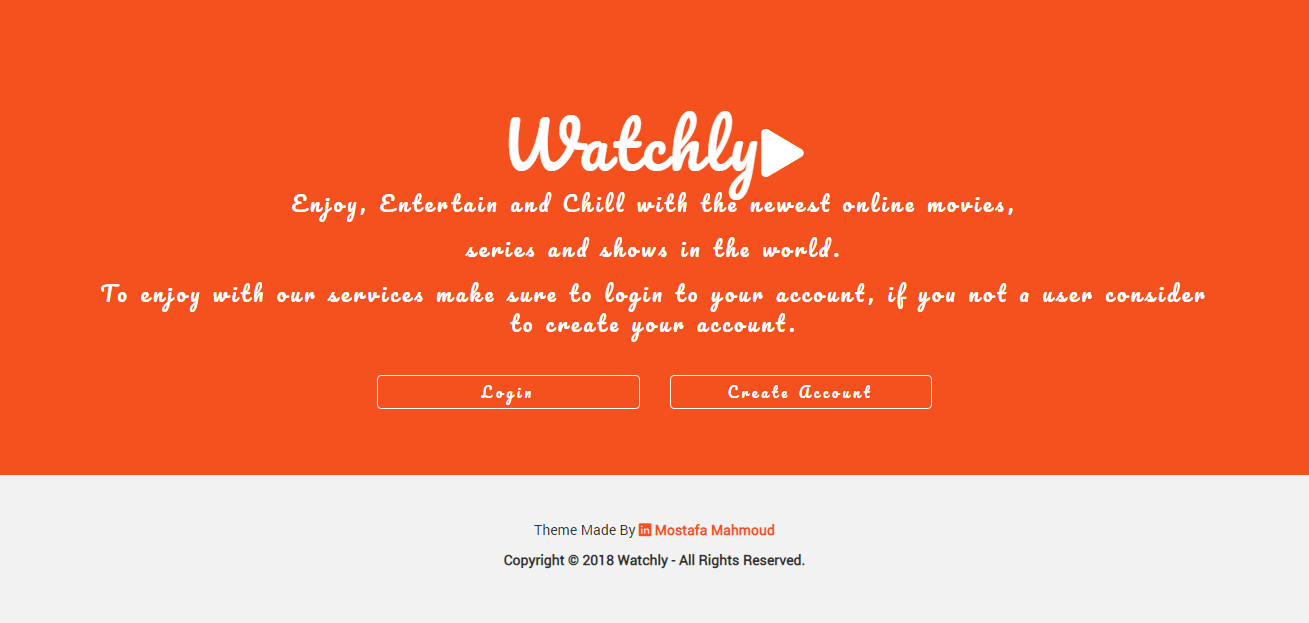 Watchly
Enjoy, Entertain and Chill with the newest online movies,
series and shows in the world.
To enjoy with our services make sure to login to your account, if you not a user consider
to create your account.
Login
Create Account
Theme Made By in Mostafa Mahmoud
Copyright © 2018 Watchly - All Rights Reserved.